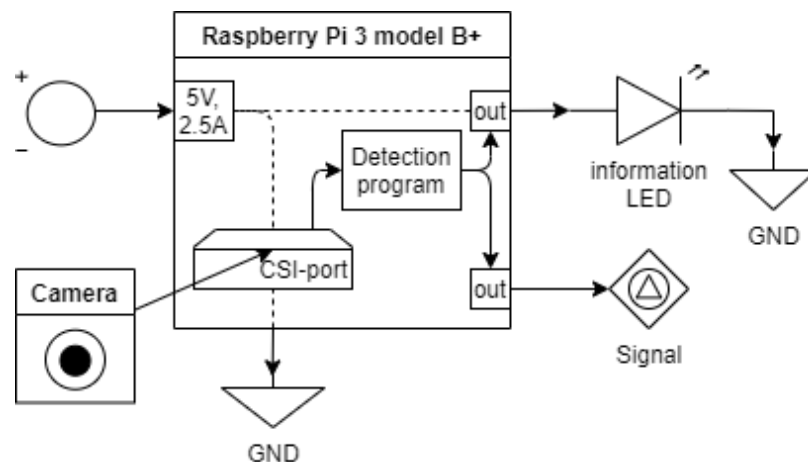 Raspberry Pi 3 model B+
+
−
5V,
2.5A
out
Detection
program
information
LED
GND
CSI-port
out
Camera
Signal
GND